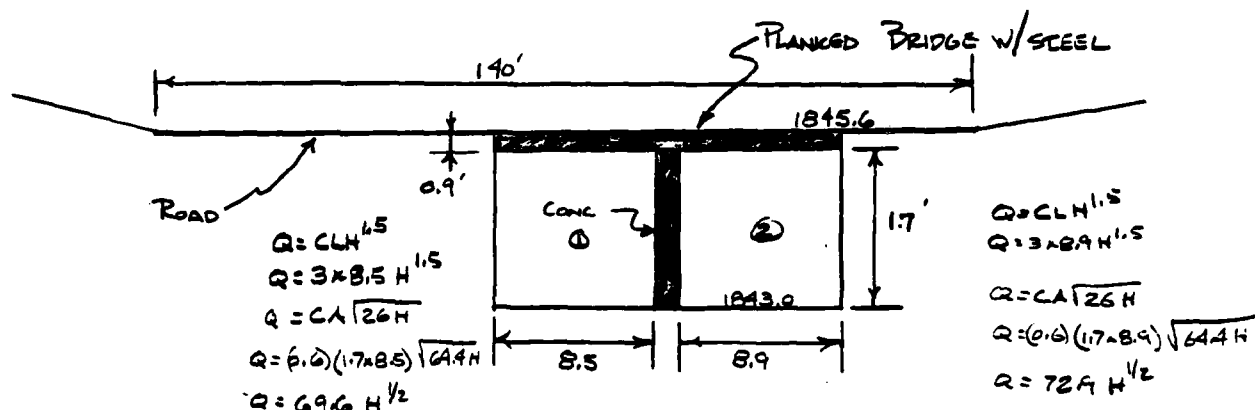 PLANKED BRIDGE W/STEEL
140'
1845.6
0.9'
ROAD
CONC
①
②
1.7'
1843.0
8.5
8.9
Q=CLH^1.5
Q=3×8.5 H^1.5
Q=CA√2GH
Q=(0.6)(1.7×8.5)√64.4H
Q=69.6 H^1/2
Q=CLH^1.5
Q=3×8.9 H^1.5
Q=CA√2GH
Q=(0.6)(1.7×8.9)√64.4H
Q=72.9 H^1/2